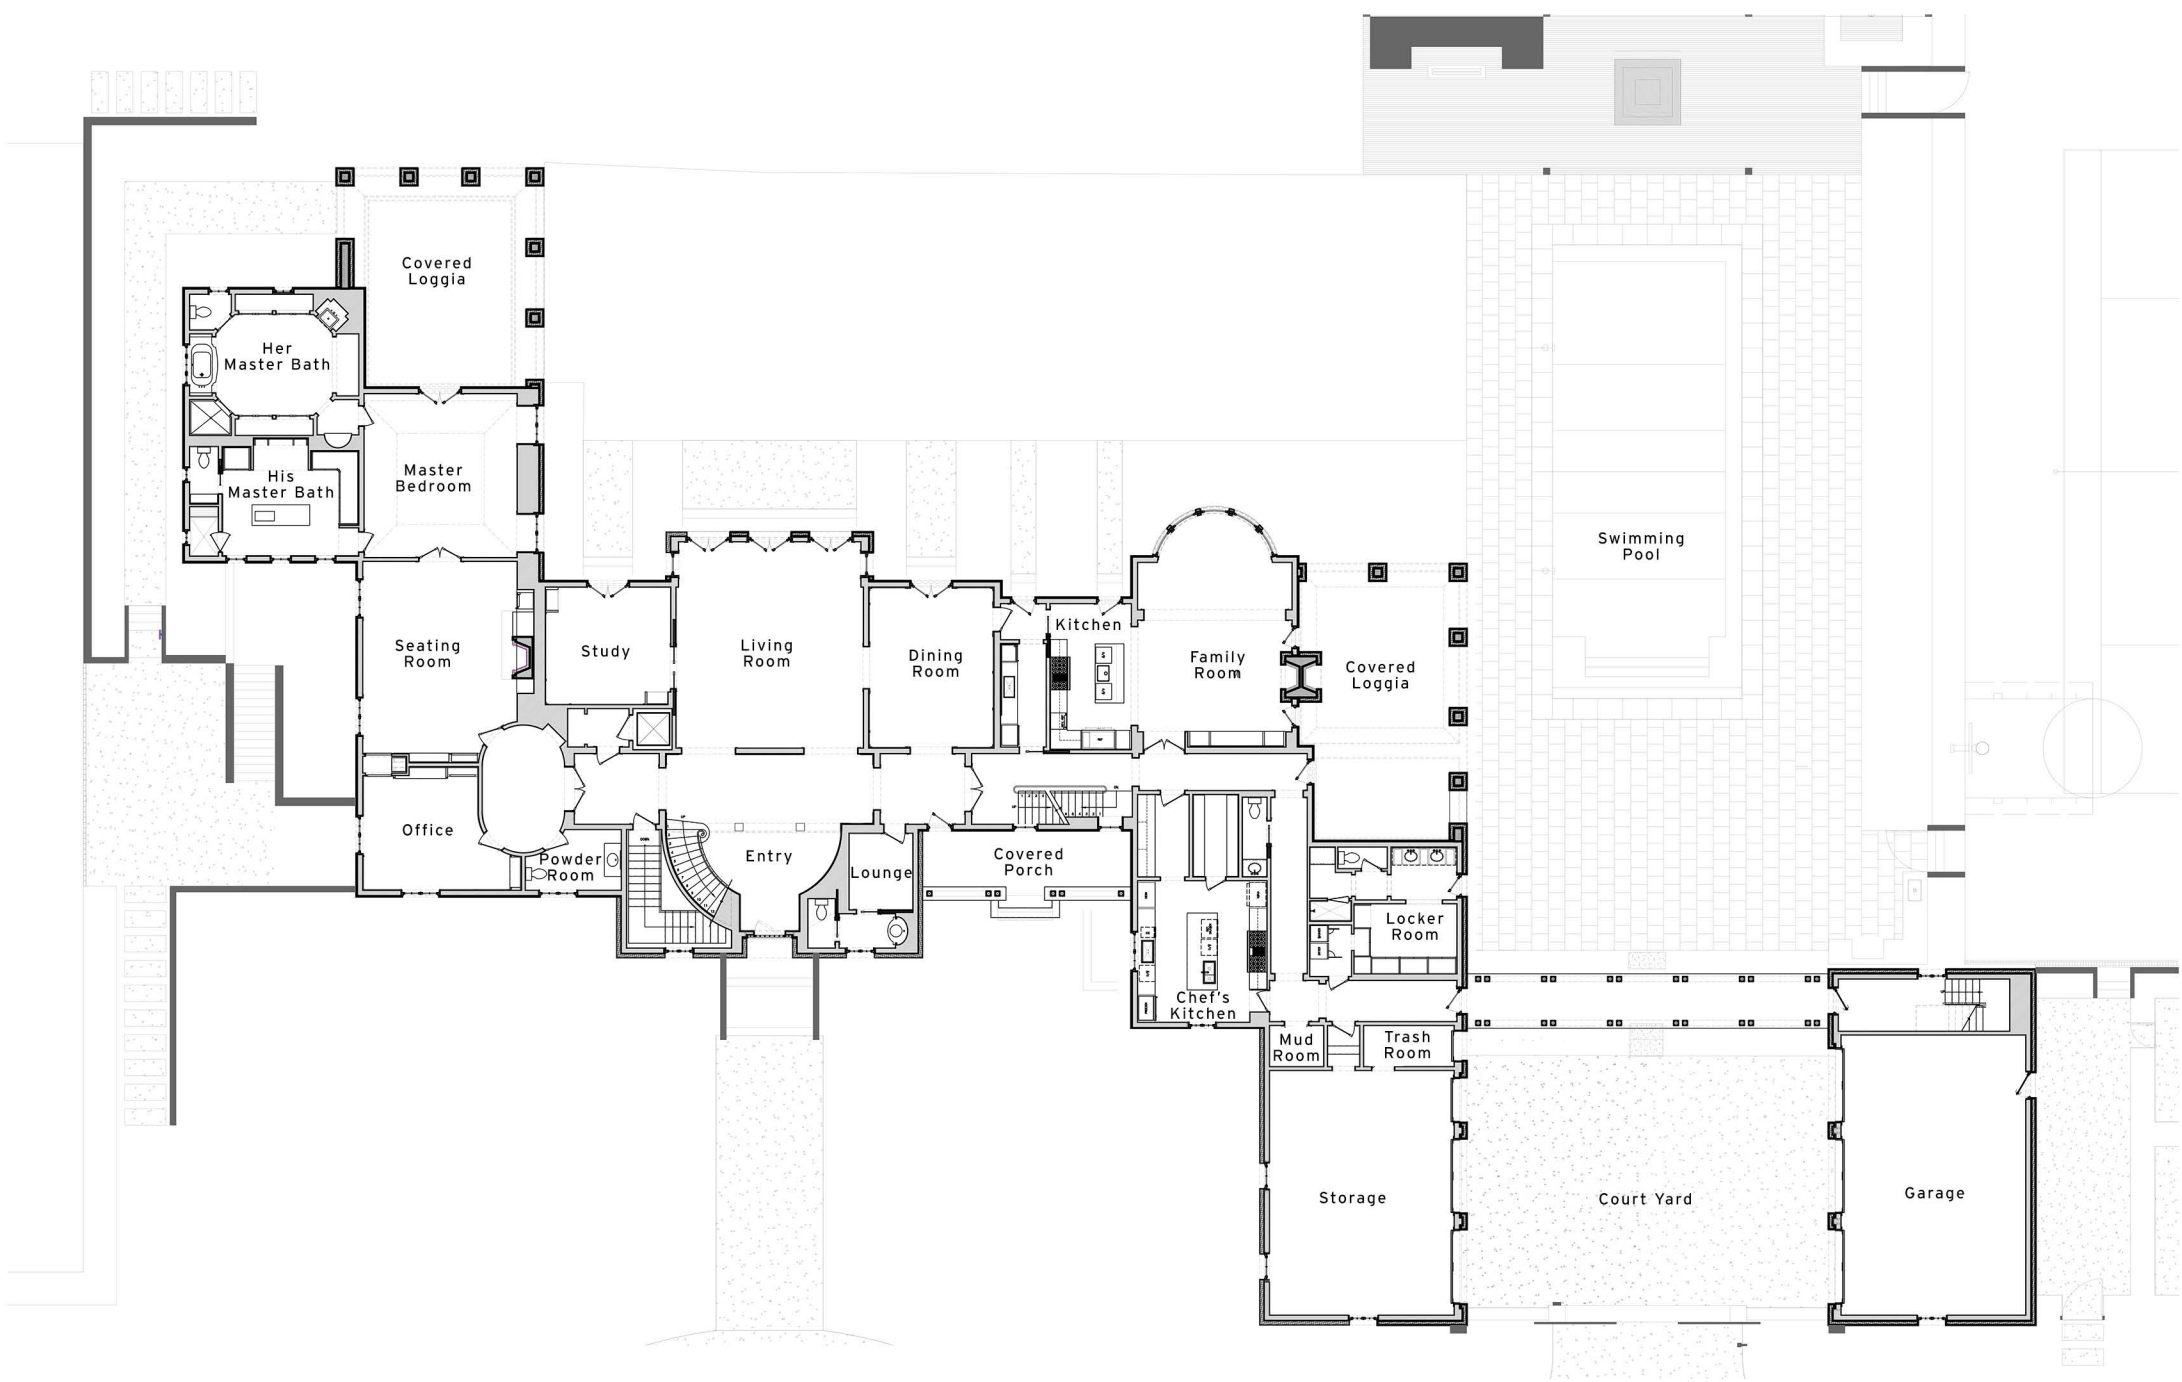 Covered
Loggia
Her
Master Bath
His
Master Bath
Master
Bedroom
Swimming
Pool
Seating
Room
Study
Living
Room
Dining
Room
Kitchen
Family
Room
Covered
Loggia
Office
Powder
Room
Entry
Lounge
Covered
Porch
Locker
Room
Chef's
Kitchen
Mud
Room
Trash
Room
Storage
Court Yard
Garage